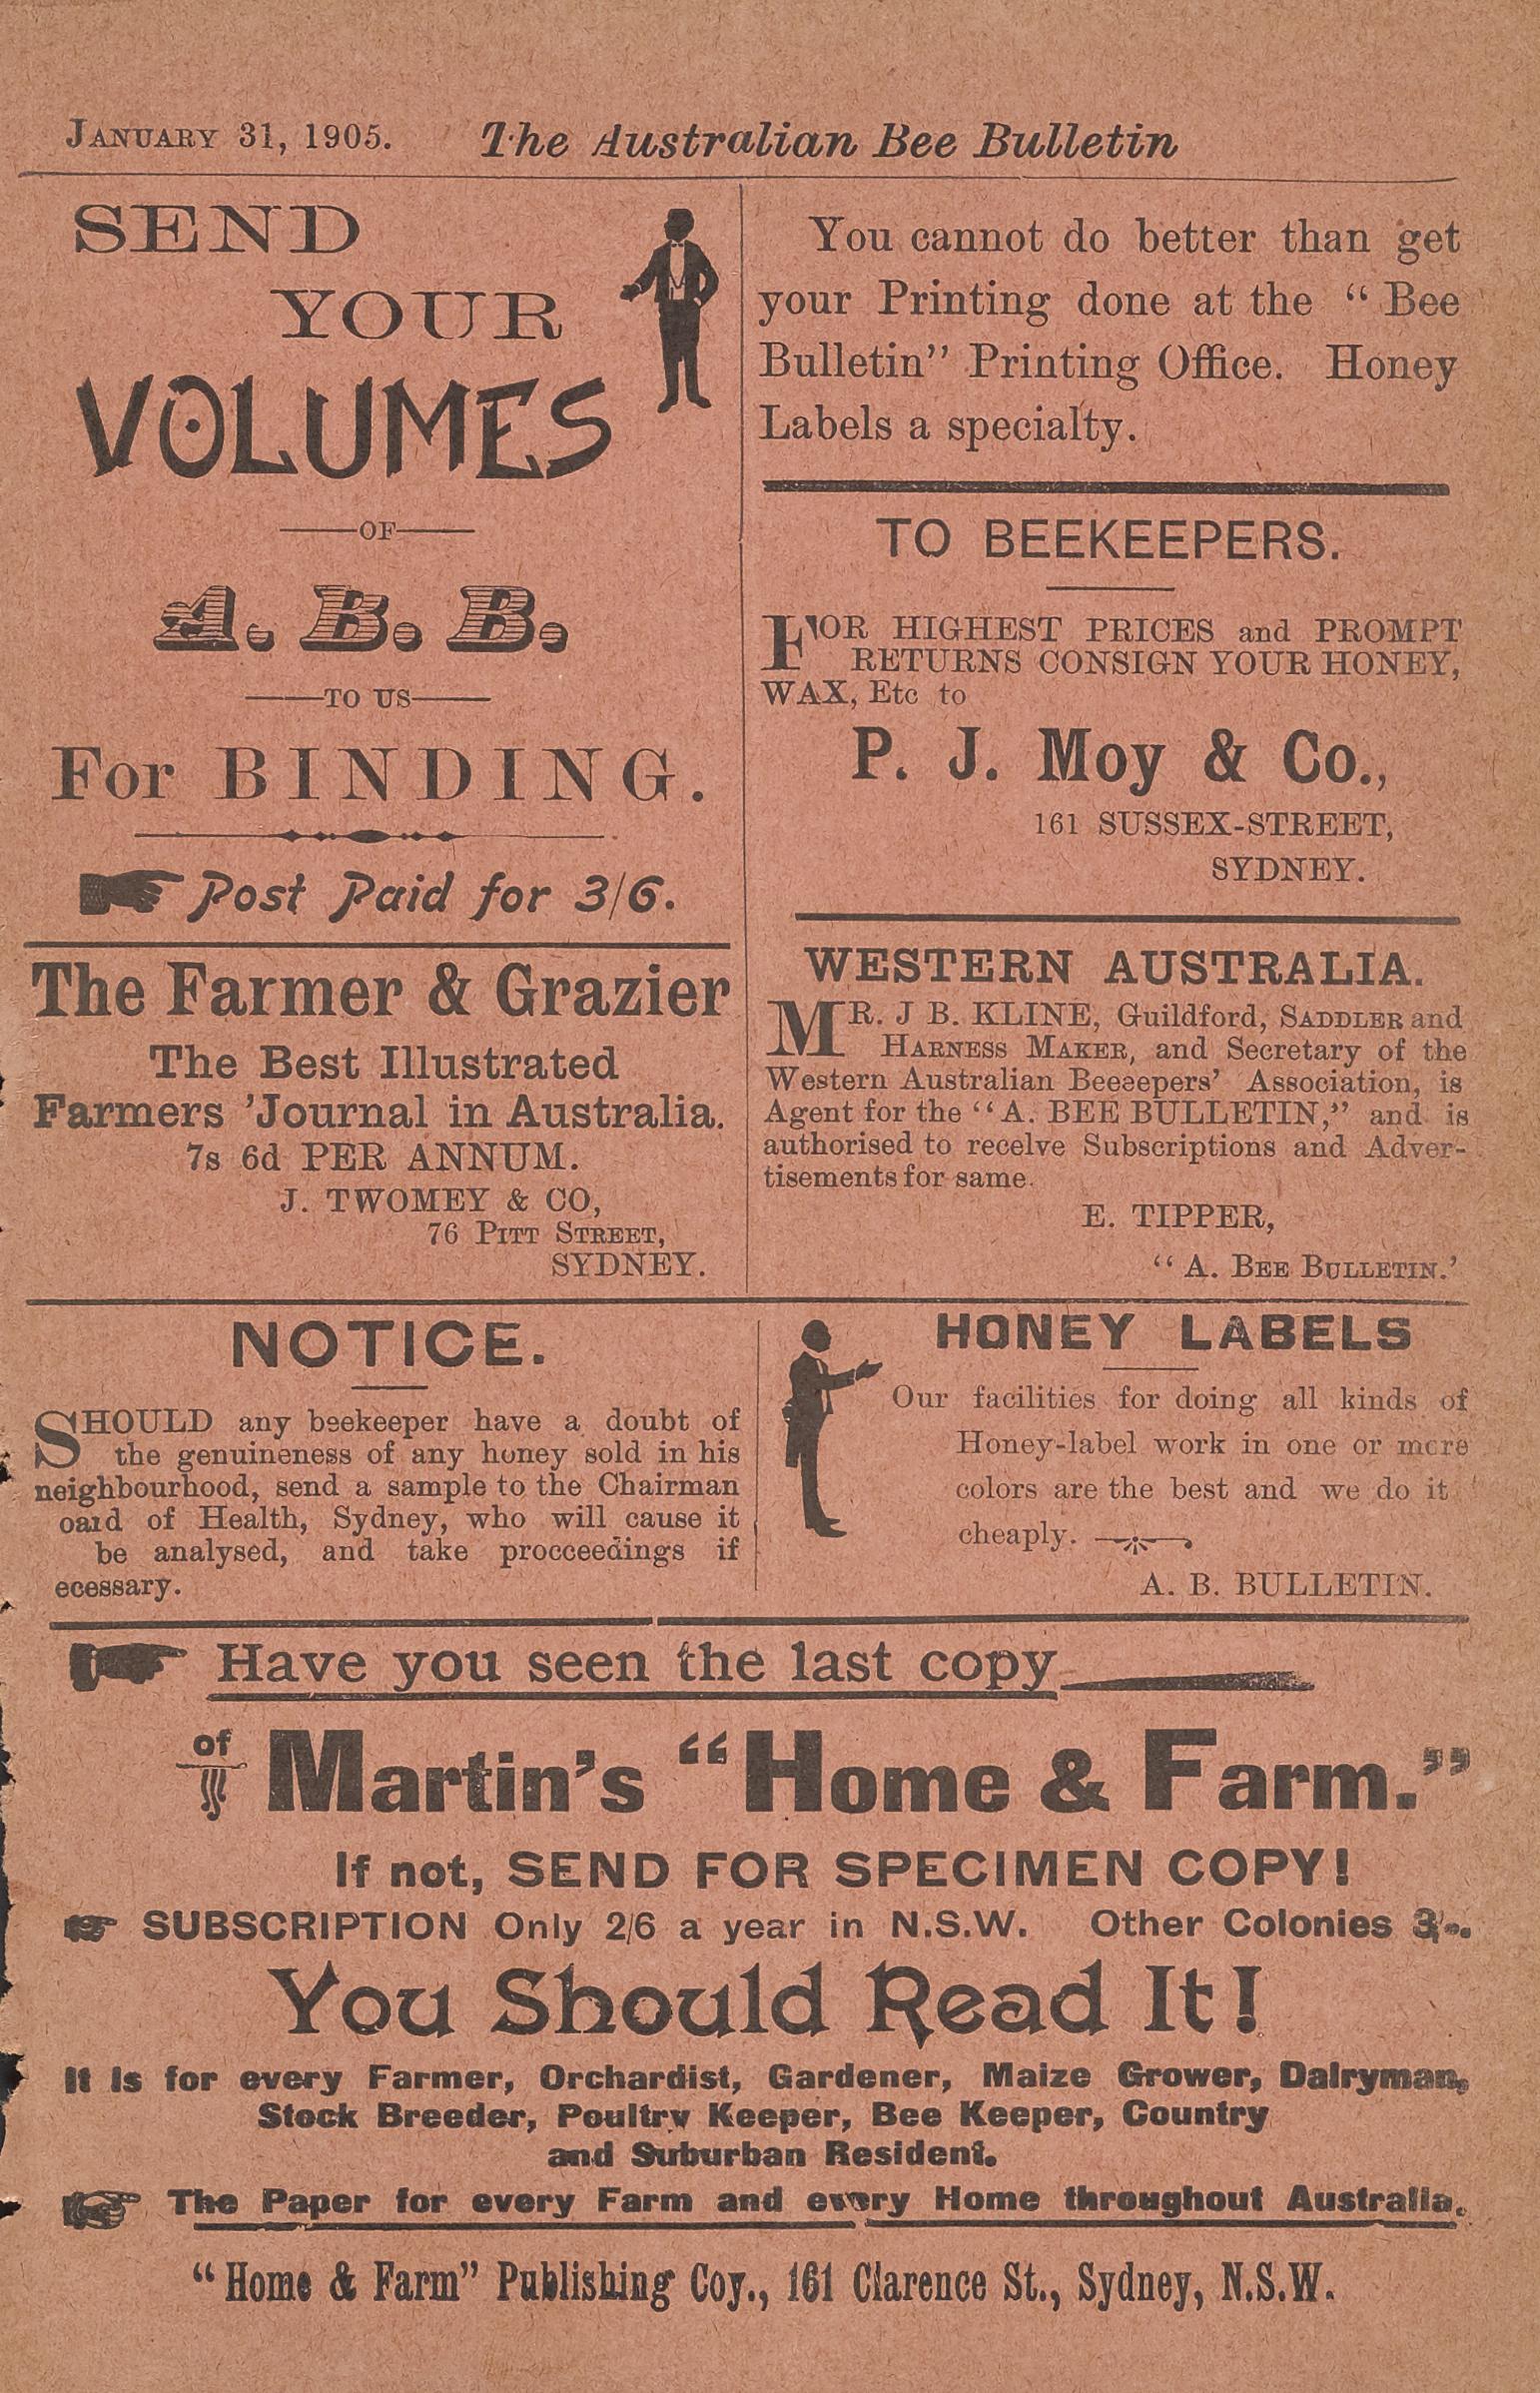 JANUARY 31, 1905. The Australian Bee Bulletin
SEND
YOUR
VOLUMES
OF
A. B. B.
TO US
For BINDING.
Post Paid for 3/6.
The Farmer & Grazier
The Best Illustrated
Farmers 'Journal in Australia.
7s 6d PER ANNUM.
J. TWOMEY & CO,
76 PITT STREET,
SYDNEY.
You cannot do better than get
your Printing done at the " Bee
Bulletin" Printing Office. Honey
Labels a specialty.
TO BEEKEEPERS.
FOR HIGHEST PRICES and PROMPT
RETURNS CONSIGN YOUR HONEY,
WAX, Etc to
P. J. Moy & Co.,
161 SUSSEX-STREET,
SYDNEY.
WESTERN AUSTRALIA.
MR. J B. KLINE, Guildford, SADDLER and
HARNESS MAKER, and Secretary of the
Western Australian Beeeepers' Association, is
Agent for the "A. BEE BULLETIN," and is
authorised to receive Subscriptions and Adver-
tisements for same.
E. TIPPER,
" A. BEE BULLETIN.'
NOTICE.
SHOULD any beekeeper have a doubt of
the genuineness of any honey sold in his
neighbourhood, send a sample to the Chairman
oard of Health, Sydney, who will cause it
be analysed, and take procceedings if
ecessary.
HONEY LABELS
Our facilities for doing all kinds of
Honey-label work in one or more
colors are the best and we do it
cheaply.
A. B. BULLETIN.
Have you seen the last copy
of Martin's "Home & Farm."
If not, SEND FOR SPECIMEN COPY!
SUBSCRIPTION Only 2/6 a year in N.S.W. Other Colonies 3/-.
You Should Read It!
It Is for every Farmer, Orchardist, Gardener, Maize Grower, Dairyman,
Stock Breeder, Poultry Keeper, Bee Keeper, Country
and Suburban Resident.
The Paper for every Farm and every Home throughout Australia.
"Home & Farm" Publishing Coy., 161 Clarence St., Sydney, N.S.W.